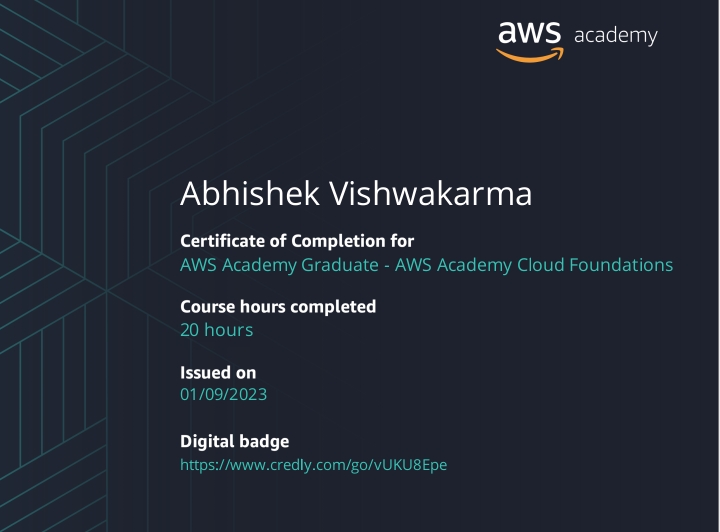 aws academy
Abhishek Vishwakarma
Certificate of Completion for
AWS Academy Graduate - AWS Academy Cloud Foundations
Course hours completed
20 hours
Issued on
01/09/2023
Digital badge
https://www.credly.com/go/vUKU8Epe